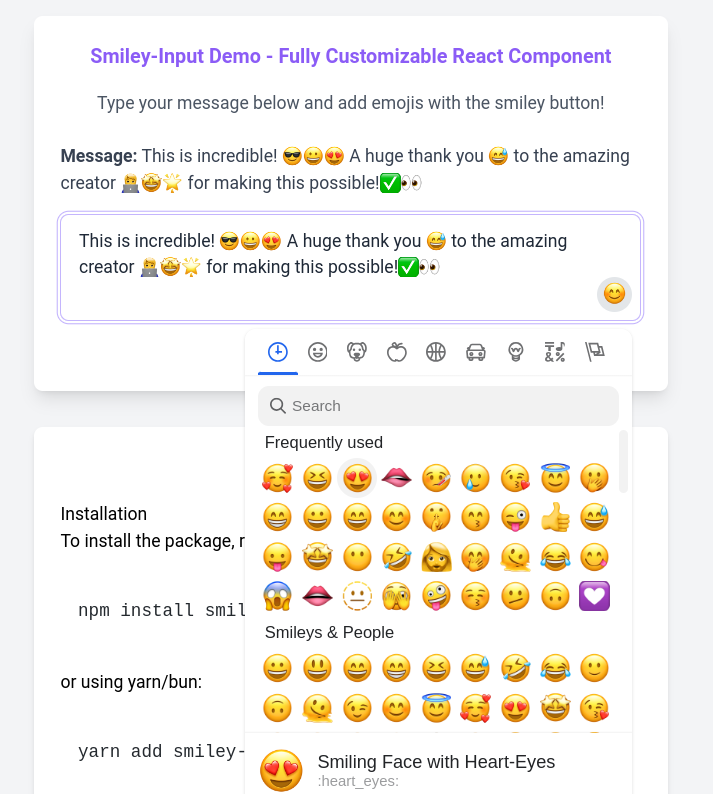 Smiley-Input Demo - Fully Customizable React Component
Type your message below and add emojis with the smiley button!
Message: This is incredible! 😎😀😍 A huge thank you 😅 to the amazing
creator 👨‍💻🤩🌟 for making this possible!✅👀
This is incredible! 😎😀😍 A huge thank you 😅 to the amazing
creator 👨‍💻🤩🌟 for making this possible!✅👀
Search
Frequently used
Installation
To install the package, r
npm install smil
Smileys & People
or using yarn/bun:
yarn add smiley-
Smiling Face with Heart-Eyes
:heart_eyes: